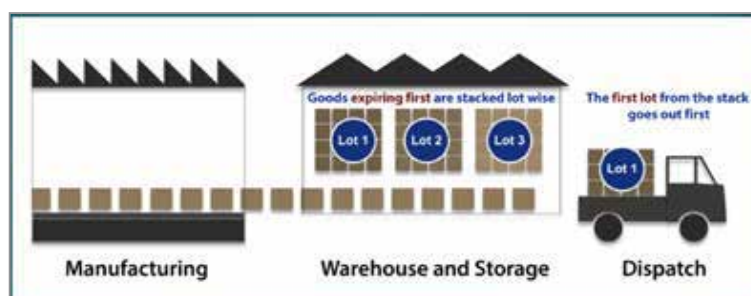 Goods expiring first are stacked lot wise
The first lot from the stack
goes out first
Lot 1
Lot 2
Lot 3
Lot 1
Manufacturing
Warehouse and Storage
Dispatch